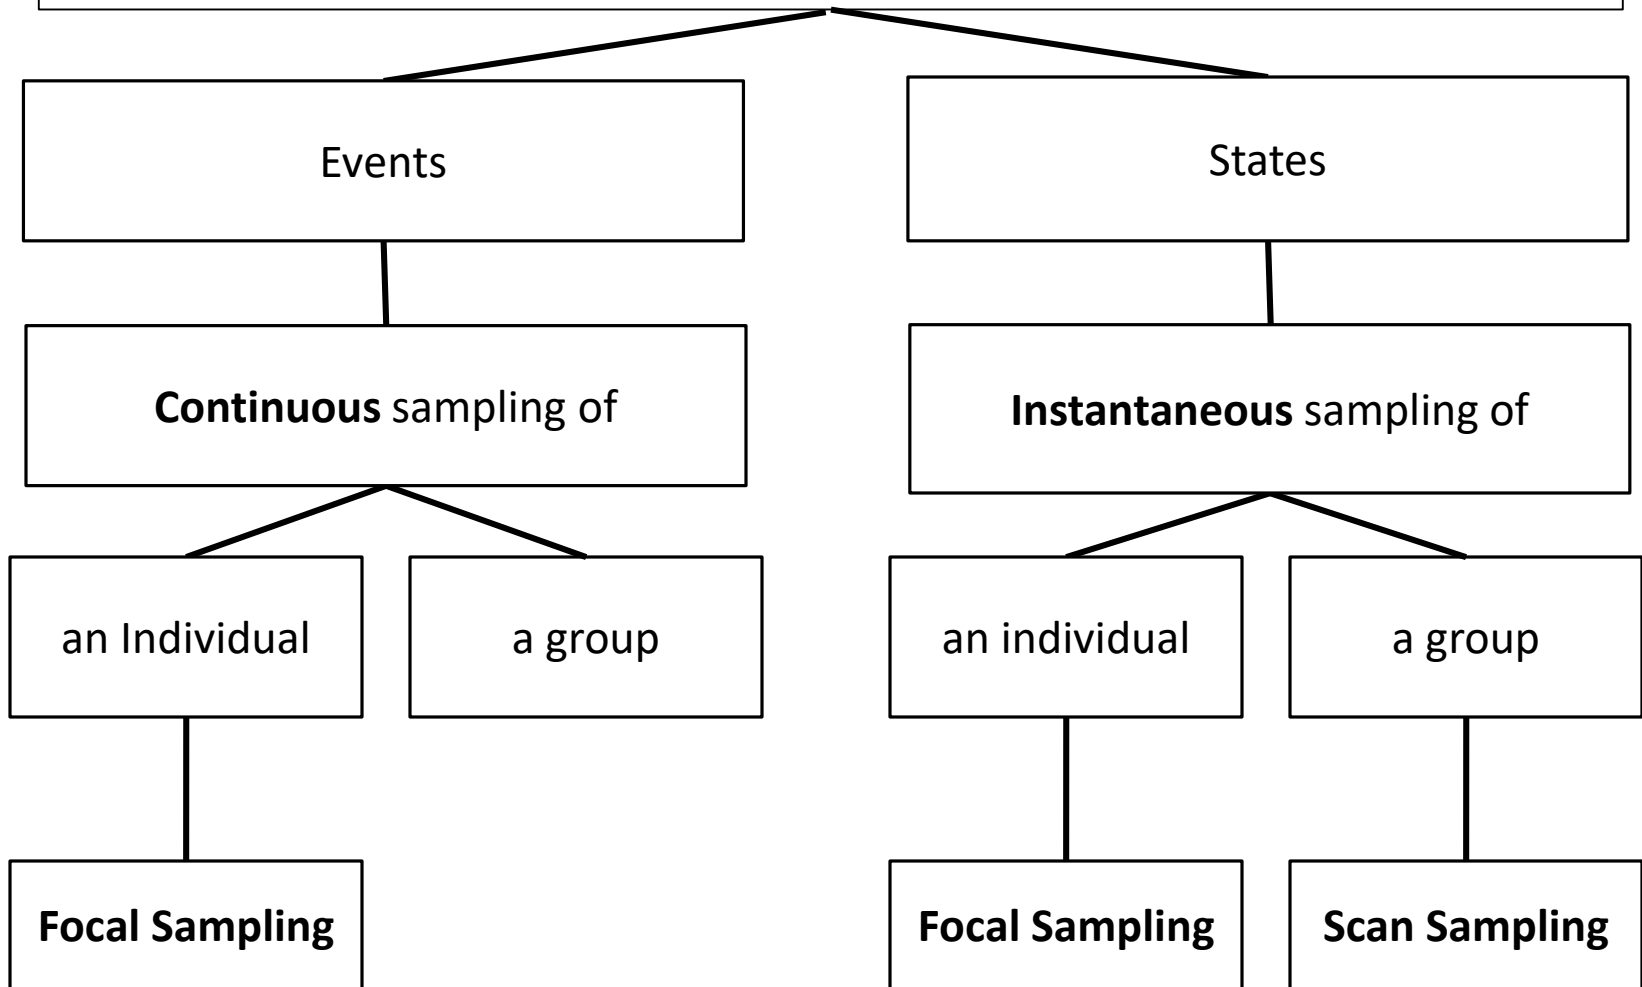 Events
States
Continuous sampling of
Instantaneous sampling of
an Individual
a group
an individual
a group
Focal Sampling
Focal Sampling
Scan Sampling